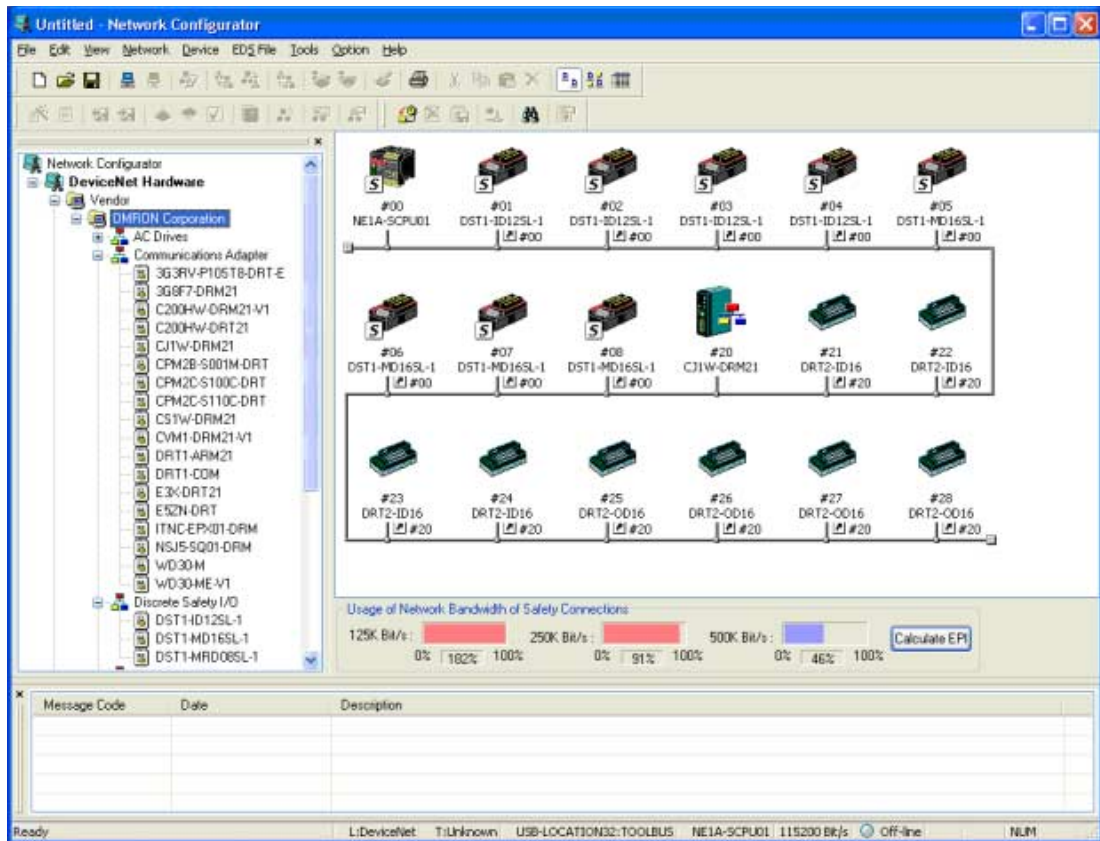 Untitled - Network Configurator
File Edit View Network Device EDS File Tools Option Help
Network Configurator
DeviceNet Hardware
Vendor
OMRON Corporation
AC Drives
Communications Adapter
3G3RV-P10ST8-DRT-E
3G8F7-DRM21
C200HW-DRM21-V1
C200HW-DRT21
CJ1W-DRM21
CPM2B-S001M-DRT
CPM2C-S100C-DRT
CPM2C-S110C-DRT
CS1W-DRM21
CVM1-DRM21-V1
DRT1-ARM21
DRT1-COM
E3X-DRT21
E5ZN-DRT
ITNC-EPX01-DRM
NSJ5-SQ01-DRM
WD30-M
WD30-ME-V1
Discrete Safety I/O
DST1-ID12SL-1
DST1-MD16SL-1
DST1-MRD08SL-1
S S S S S S
#00 #01 #02 #03 #04 #05
NE1A-SCPU01 DST1-ID12SL-1 DST1-ID12SL-1 DST1-ID12SL-1 DST1-ID12SL-1 DST1-MD16SL-1
#00 #00 #00 #00 #00
S S S
#06 #07 #08 #20 #21 #22
DST1-MD16SL-1 DST1-MD16SL-1 DST1-MD16SL-1 CJ1W-DRM21 DRT2-ID16 DRT2-ID16
#00 #00 #00 #20 #20
#23 #24 #25 #26 #27 #28
DRT2-ID16 DRT2-ID16 DRT2-OD16 DRT2-OD16 DRT2-OD16 DRT2-OD16
#20 #20 #20 #20 #20 #20
Usage of Network Bandwidth of Safety Connections
125K Bit/s : 250K Bit/s : 500K Bit/s : Calculate EPI
0% 182% 100% 0% 91% 100% 0% 46% 100%
Message Code Date Description
Ready L:DeviceNet T:Unknown USB-LOCATION32:TOOLBUS NE1A-SCPU01 115200 Bit/s Off-line NUM